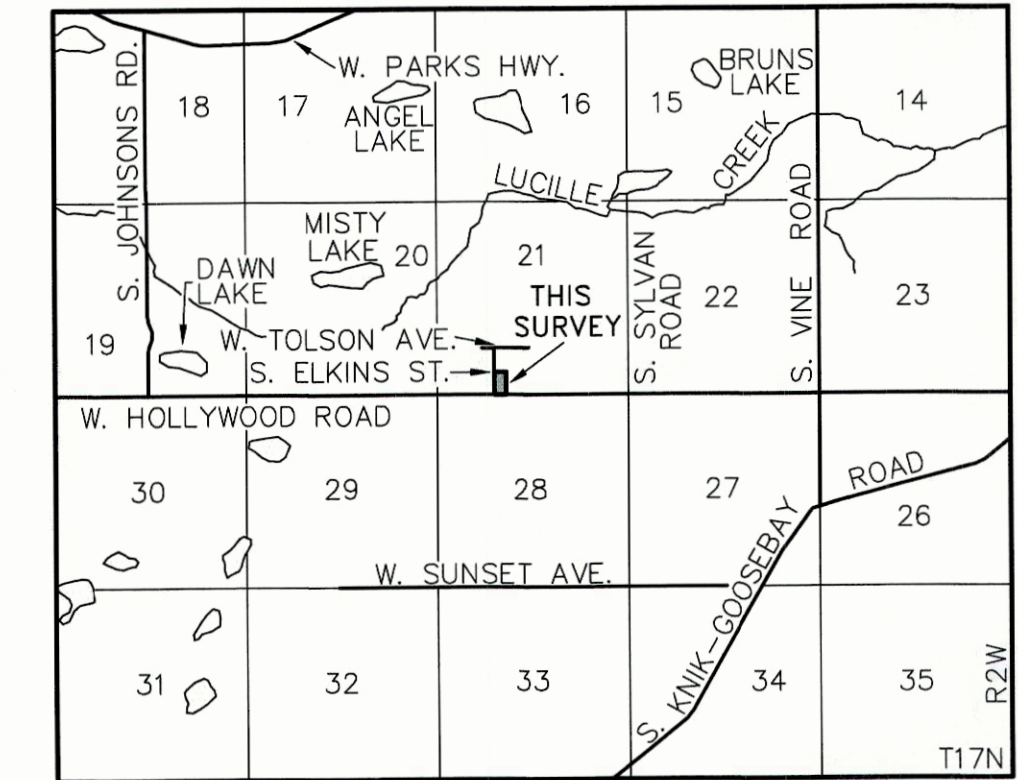 W. PARKS HWY.
S. JOHNSONS RD.
18
17
ANGEL
LAKE
16
15
BRUNS
LAKE
14
LUCILLE
CREEK
S. VINE ROAD
MISTY
LAKE
20
21
DAWN
LAKE
THIS
SURVEY
S. SYLVAN
ROAD
22
23
19
W. TOLSON AVE.
S. ELKINS ST.
W. HOLLYWOOD ROAD
30
29
28
27
ROAD
26
W. SUNSET AVE.
S. KNIK-GOOSEBAY
31
32
33
34
35
R2W
T17N